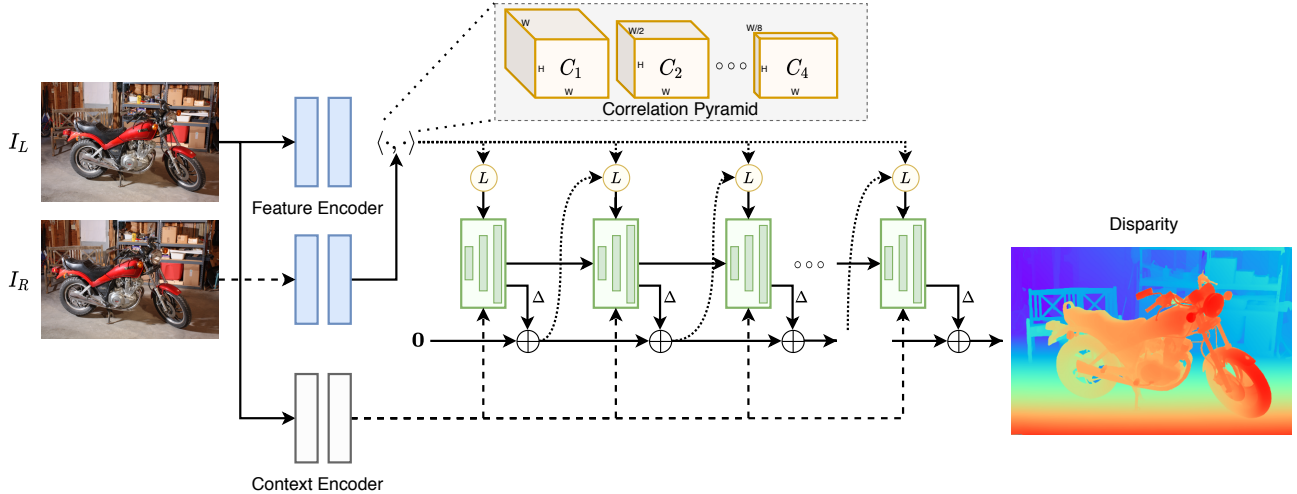 W
W/2
W/8
H
C₁
H
C₂
○○○
H
C₄
W
W
W
Correlation Pyramid
I_L
⟨·,·⟩
L
L
L
L
Feature Encoder
Disparity
I_R
○○○
Δ
Δ
Δ
Δ
0
Context Encoder